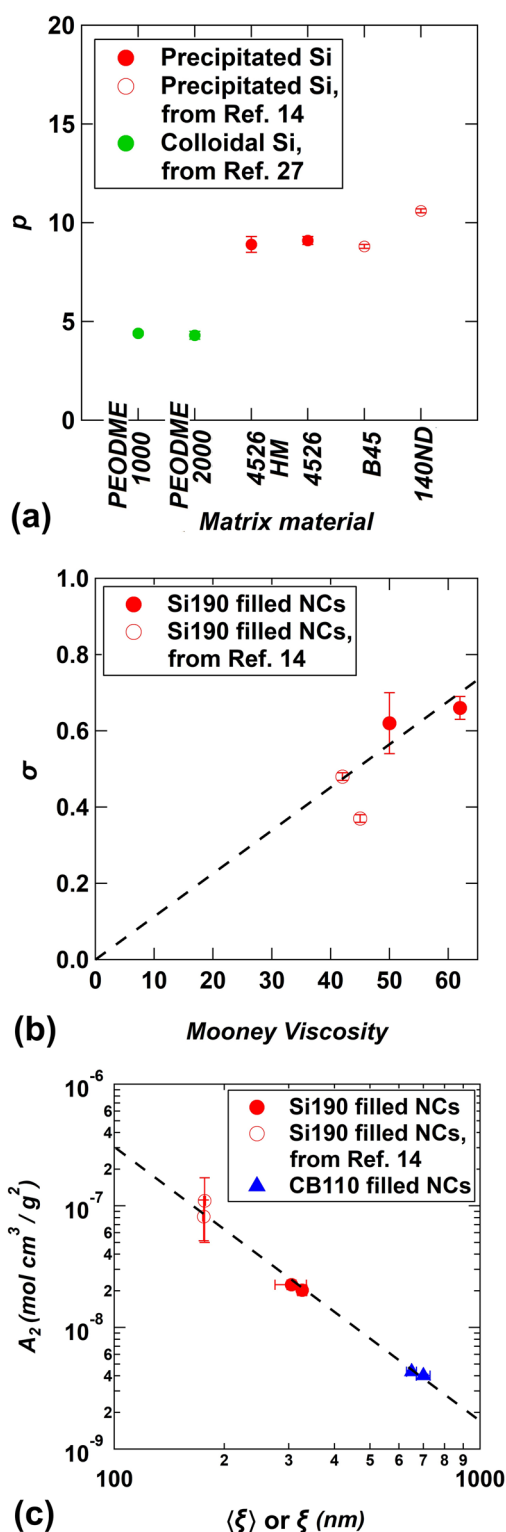 20
15
10
5
0
p
Precipitated Si
Precipitated Si,
from Ref. 14
Colloidal Si,
from Ref. 27
PEODME
1000
PEODME
2000
4526
HM
4526
B45
140ND
(a)
Matrix material
1.0
0.8
0.6
0.4
0.2
0.0
σ
Si190 filled NCs
Si190 filled NCs,
from Ref. 14
0 10 20 30 40 50 60
(b)
Mooney Viscosity
10⁻⁶
6
4
2
10⁻⁷
6
4
2
10⁻⁸
6
4
2
10⁻⁹
A₂ (mol cm³ / g²)
Si190 filled NCs
Si190 filled NCs,
from Ref. 14
CB110 filled NCs
100 2 3 4 5 6 7 8 9 1000
(c)
⟨ξ⟩ or ξ (nm)